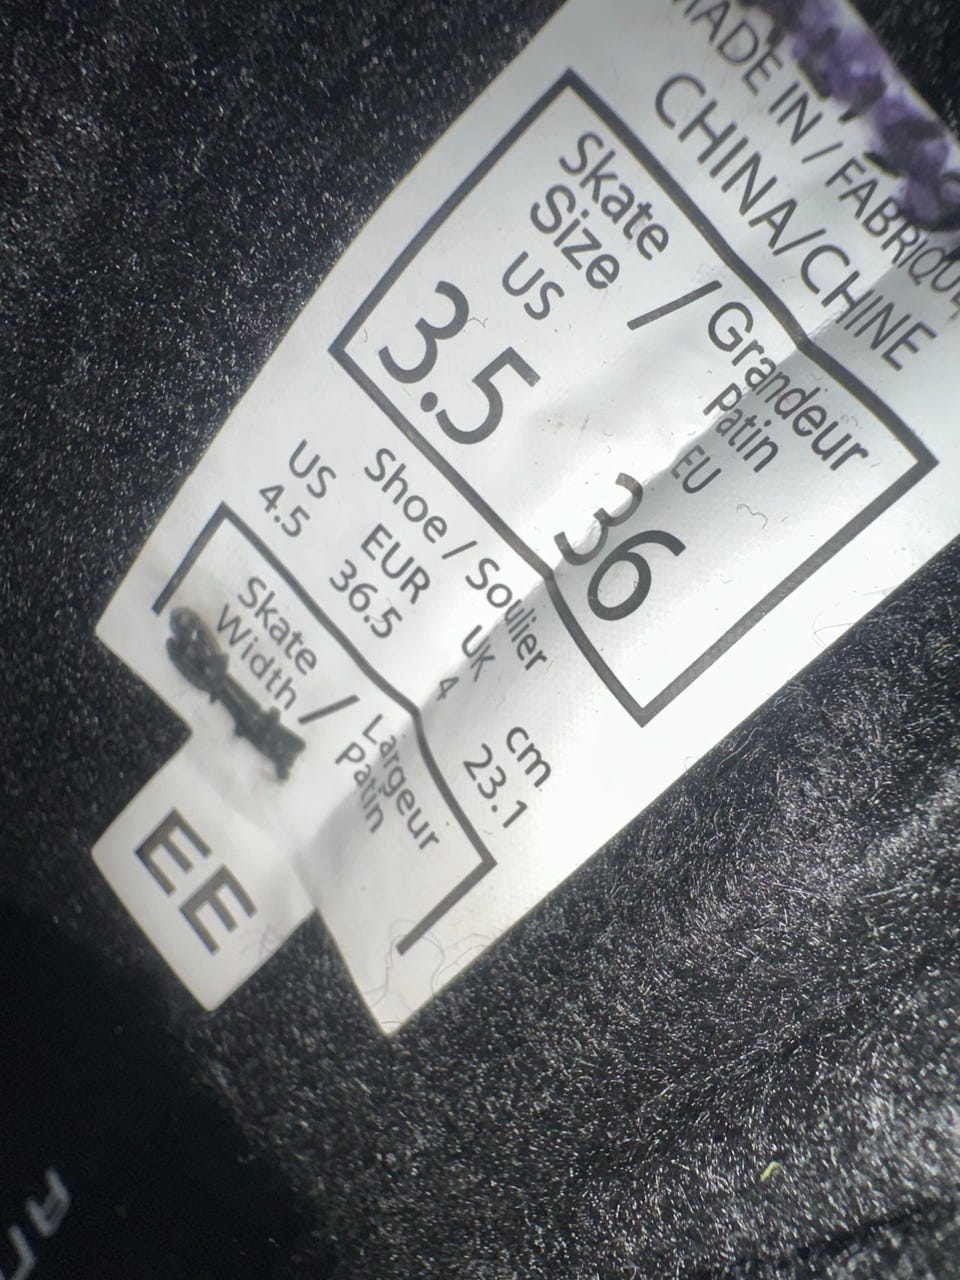 MADE IN / FABRIQUÉ
CHINA/CHINE
Skate / Grandeur
Size Patin
US EU
3.5 36
Shoe / Soulier
US EUR UK cm
4.5 36.5 4 23.1
Skate / Largeur
Width Patin
EE